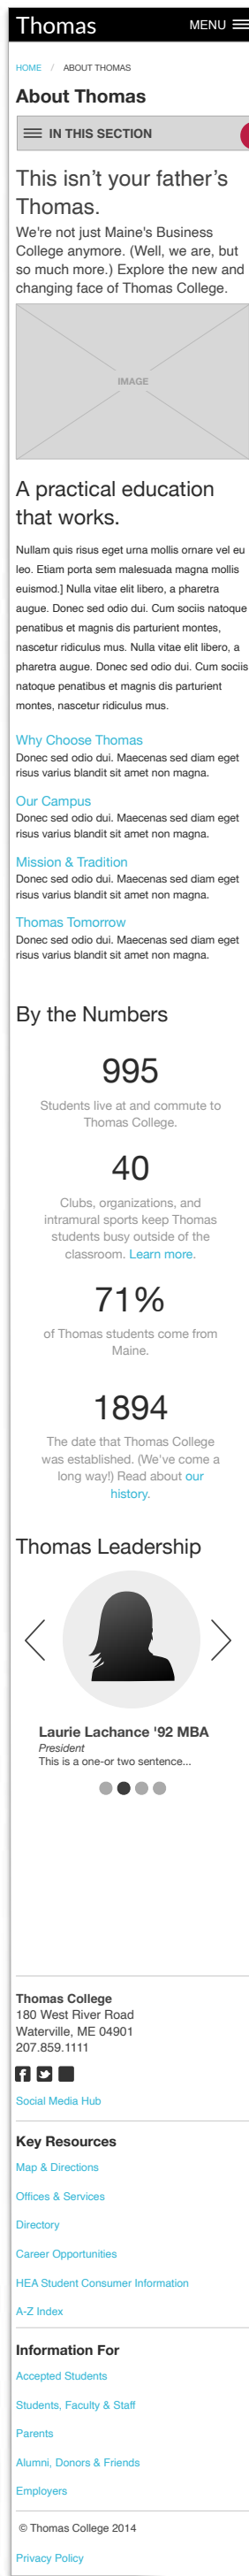 Thomas MENU
HOME / ABOUT THOMAS
About Thomas
IN THIS SECTION
This isn't your father's
Thomas.
We're not just Maine's Business
College anymore. (Well, we are, but
so much more.) Explore the new and
changing face of Thomas College.
IMAGE
A practical education
that works.
Nullam quis risus eget urna mollis ornare vel eu
leo. Etiam porta sem malesuada magna mollis
euismod.] Nulla vitae elit libero, a pharetra
augue. Donec sed odio dui. Cum sociis natoque
penatibus et magnis dis parturient montes,
nascetur ridiculus mus. Nulla vitae elit libero, a
pharetra augue. Donec sed odio dui. Cum sociis
natoque penatibus et magnis dis parturient
montes, nascetur ridiculus mus.
Why Choose Thomas
Donec sed odio dui. Maecenas sed diam eget
risus varius blandit sit amet non magna.
Our Campus
Donec sed odio dui. Maecenas sed diam eget
risus varius blandit sit amet non magna.
Mission & Tradition
Donec sed odio dui. Maecenas sed diam eget
risus varius blandit sit amet non magna.
Thomas Tomorrow
Donec sed odio dui. Maecenas sed diam eget
risus varius blandit sit amet non magna.
By the Numbers
995
Students live at and commute to
Thomas College.
40
Clubs, organizations, and
intramural sports keep Thomas
students busy outside of the
classroom. Learn more.
71%
of Thomas students come from
Maine.
1894
The date that Thomas College
was established. (We've come a
long way!) Read about our
history.
Thomas Leadership
Laurie Lachance '92 MBA
President
This is a one-or two sentence...
Thomas College
180 West River Road
Waterville, ME 04901
207.859.1111
Social Media Hub
Key Resources
Map & Directions
Offices & Services
Directory
Career Opportunities
HEA Student Consumer Information
A-Z Index
Information For
Accepted Students
Students, Faculty & Staff
Parents
Alumni, Donors & Friends
Employers
© Thomas College 2014
Privacy Policy